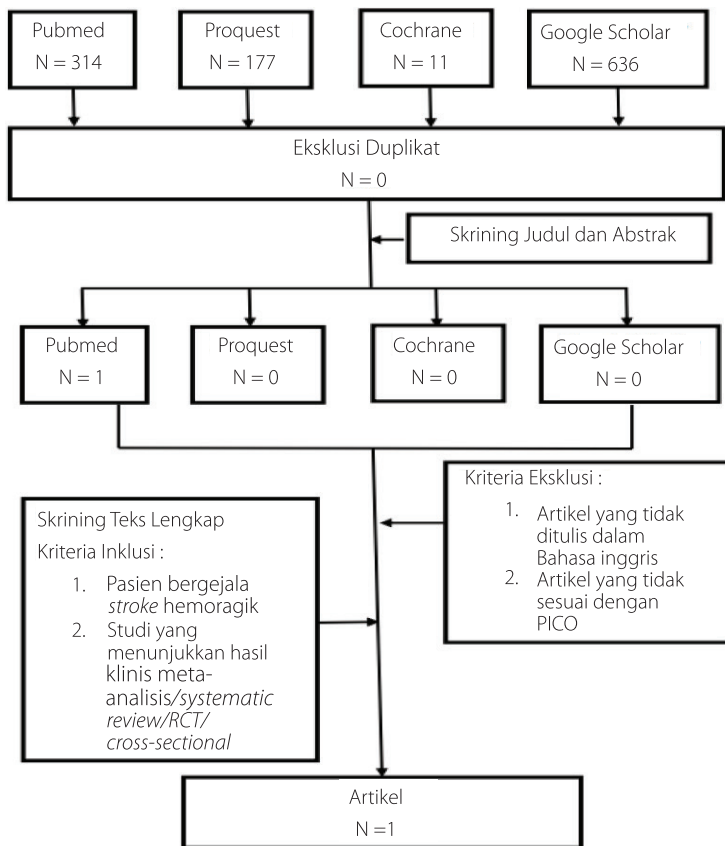 Pubmed
N = 314
Proquest
N = 177
Cochrane
N = 11
Google Scholar
N = 636
Eksklusi Duplikat
N = 0
Skrining Judul dan Abstrak
Pubmed
N = 1
Proquest
N = 0
Cochrane
N = 0
Google Scholar
N = 0
Skrining Teks Lengkap
Kriteria Inklusi :
1. Pasien bergejala
stroke hemoragik
2. Studi yang
menunjukkan hasil
klinis meta-
analisis/systematic
review/RCT/
cross-sectional
Kriteria Eksklusi :
1. Artikel yang tidak
ditulis dalam
Bahasa inggris
2. Artikel yang tidak
sesuai dengan
PICO
Artikel
N =1